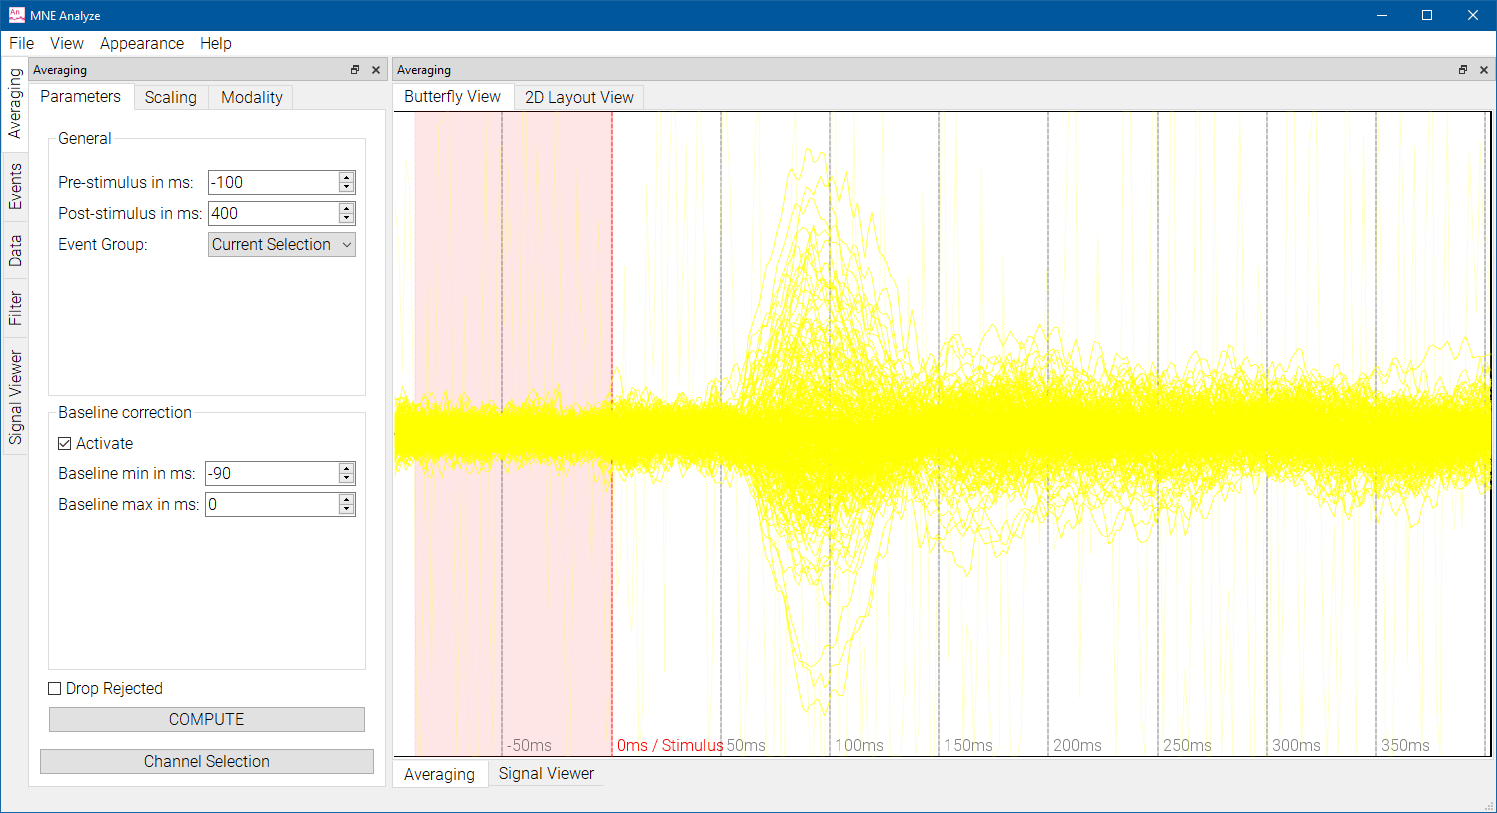 An
MNE Analyze
File View Appearance Help
Averaging
Events
Data
Filter
Signal Viewer
Averaging
Parameters Scaling Modality
General
Pre-stimulus in ms: -100
Post-stimulus in ms: 400
Event Group: Current Selection
Baseline correction
Activate
Baseline min in ms: -90
Baseline max in ms: 0
Drop Rejected
COMPUTE
Channel Selection
Averaging
Butterfly View 2D Layout View
-50ms 0ms / Stimulus 50ms 100ms 150ms 200ms 250ms 300ms 350ms
Averaging Signal Viewer